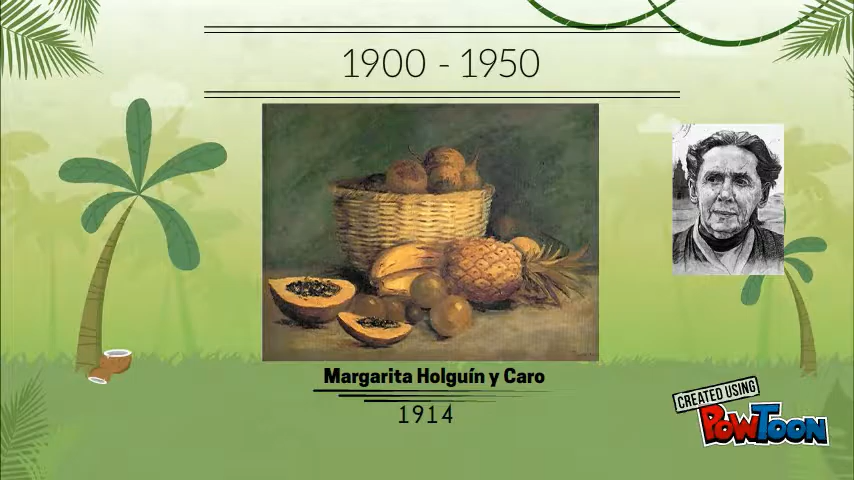 1900 - 1950
Margarita Holguín y Caro
1914
CREATED USING
POWTOON